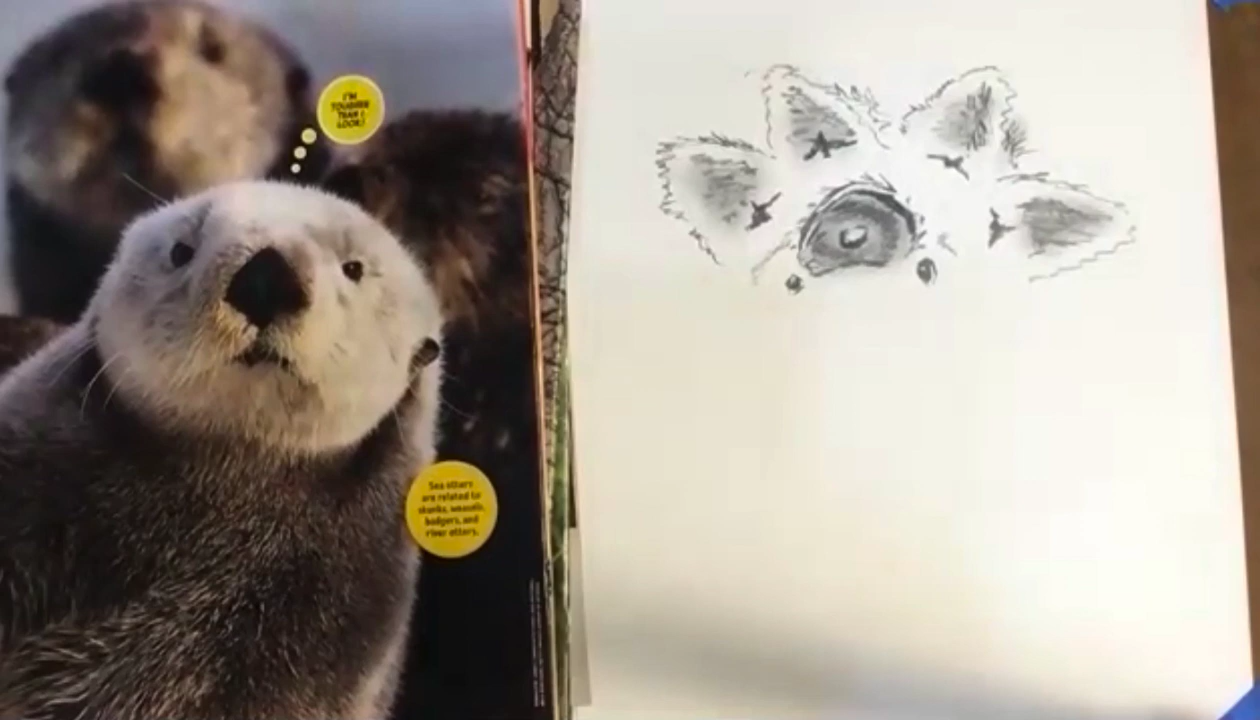 I'M
TOUGHER
THAN I
LOOK!
Sea otters
are related to
skunks, weasels,
badgers, and
river otters.